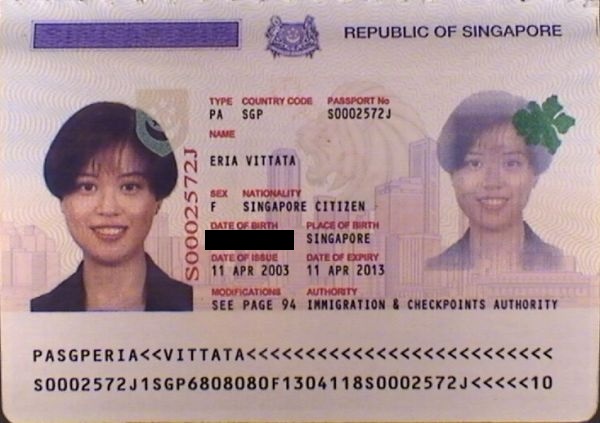 REPUBLIC OF SINGAPORE
TYPE COUNTRY CODE PASSPORT No
PA SGP S0002572J
NAME
ERIA VITTATA
SEX NATIONALITY
F SINGAPORE CITIZEN
DATE OF BIRTH PLACE OF BIRTH
SINGAPORE
DATE OF ISSUE DATE OF EXPIRY
11 APR 2003 11 APR 2013
MODIFICATIONS AUTHORITY
SEE PAGE 94 IMMIGRATION & CHECKPOINTS AUTHORITY
S0002572J
PASGPERIA<<VITTATA<<<<<<<<<<<<<<<<<<<<<<<<<<
S0002572J1SGP6808080F1304118S0002572J<<<<<10